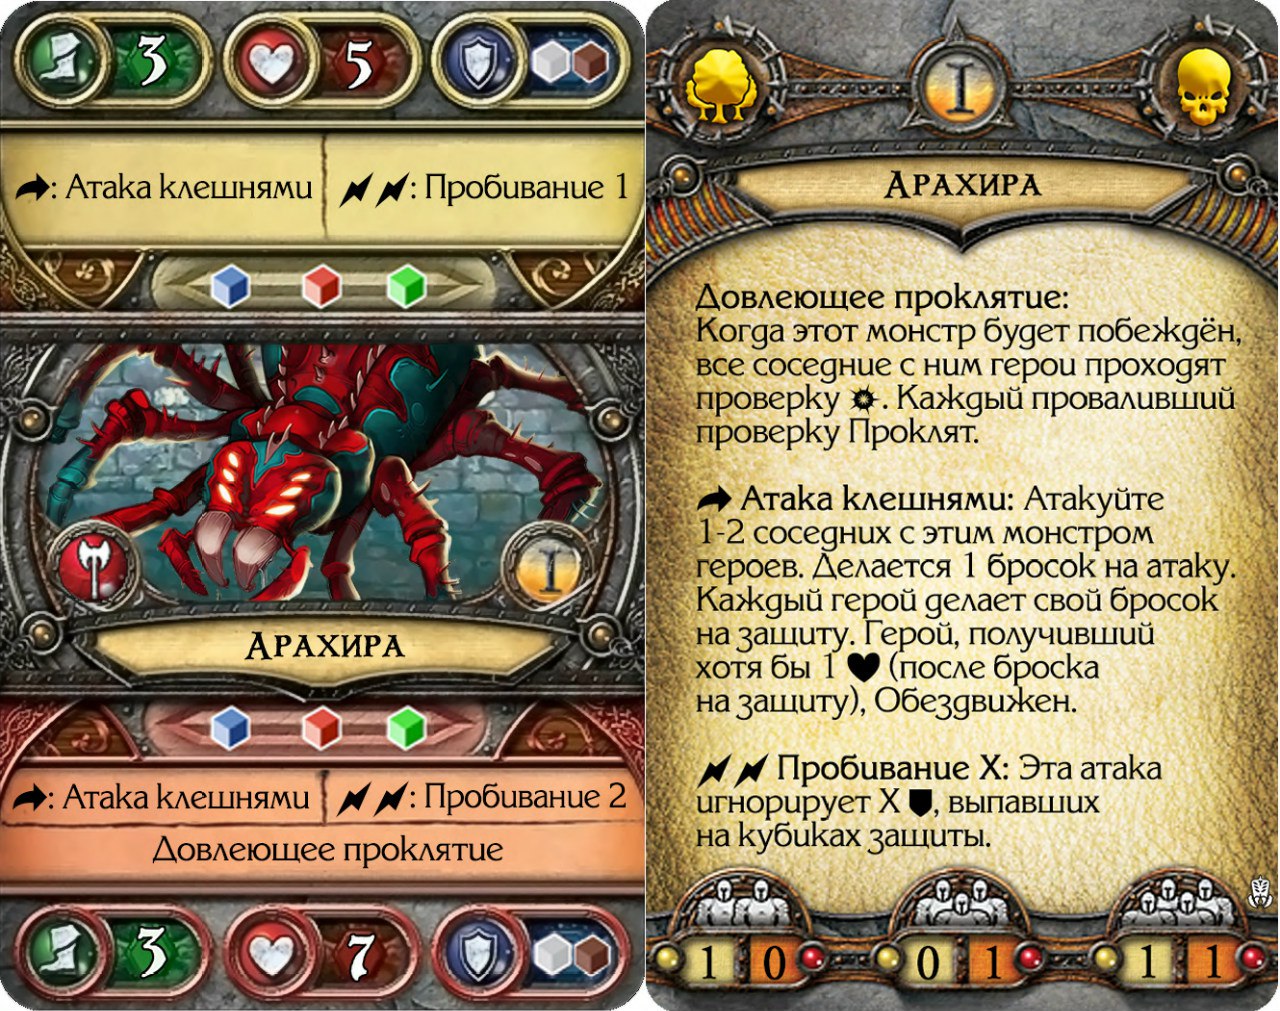 3 5
: Атака клешнями : Пробивание 1
I
Арахира
: Атака клешнями : Пробивание 2
Довлеющее проклятие
3 7
I
Арахира
Довлеющее проклятие:
Когда этот монстр будет побеждён,
все соседние с ним герои проходят
проверку . Каждый проваливший
проверку Проклят.
Атака клешнями: Атакуйте
1-2 соседних с этим монстром
героев. Делается 1 бросок на атаку.
Каждый герой делает свой бросок
на защиту. Герой, получивший
хотя бы 1 (после броска
на защиту), Обездвижен.
Пробивание X: Эта атака
игнорирует X , выпавших
на кубиках защиты.
1 0 0 1 1 1